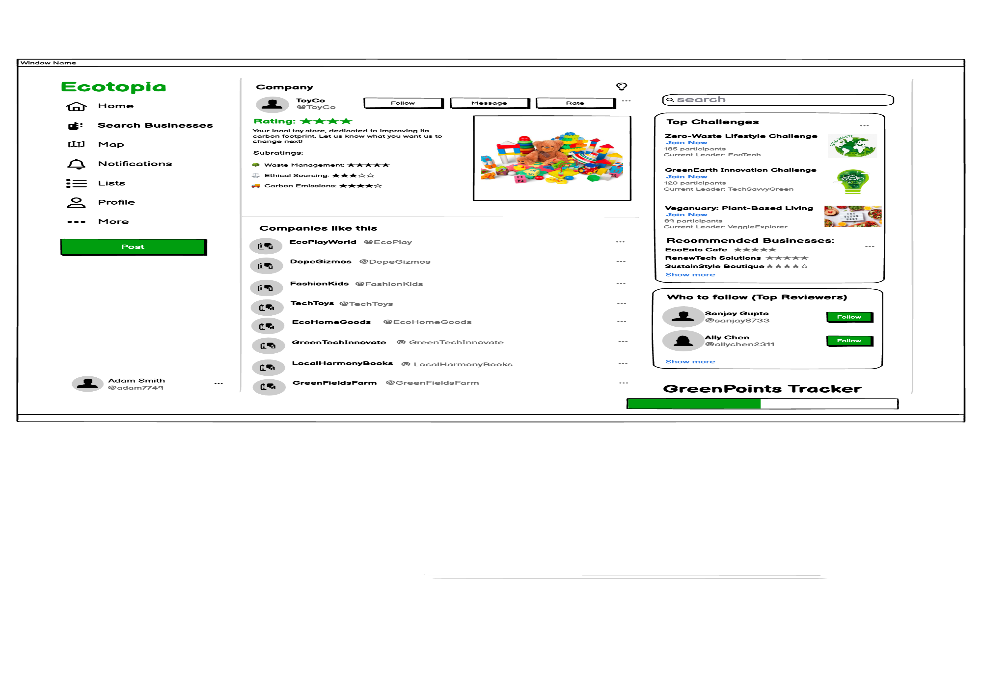 Window Name
Ecotopia
Home
Search Businesses
Map
Notifications
Lists
Profile
More
Post
Adam Smith
@adam7749
Company
ToyCo
@ToyCo
Follow
Message
Rate
Rating: ★★★★
Your local toy store, dedicated to improving its
carbon footprint. Let us know what you want us to
change next!
Subratings:
Waste Management: ★★★★★
Ethical Sourcing: ★★★☆☆
Carbon Emissions: ★★★★☆
Companies like this
EcoPlayWorld @EcoPlay
DopeGizmos @DopeGizmos
FashionKids @FashionKids
TechToys @TechToys
EcoHomeGoods @EcoHomeGoods
GreenTechInnovate @GreenTechInnovate
LocalHarmonyBooks @LocalHarmonyBooks
GreenFieldsFarm @GreenFieldsFarm
search
Top Challenges
Zero-Waste Lifestyle Challenge
Join Now
185 participants
Current Leader: EcoTech
GreenEarth Innovation Challenge
Join Now
120 participants
Current Leader: TechSavvyGreen
Veganuary: Plant-Based Living
Join Now
participants
Current Leader: VeggieExplorer
Recommended Businesses:
EcoEats Cafe ★★★★★
RenewTech Solutions ★★★★★
SustainStyle Boutique ★★★★☆
Show more
Who to follow (Top Reviewers)
Sanjay Gupta
@sanjay8733
Follow
Ally Chen
@allychen2311
Follow
Show more
GreenPoints Tracker